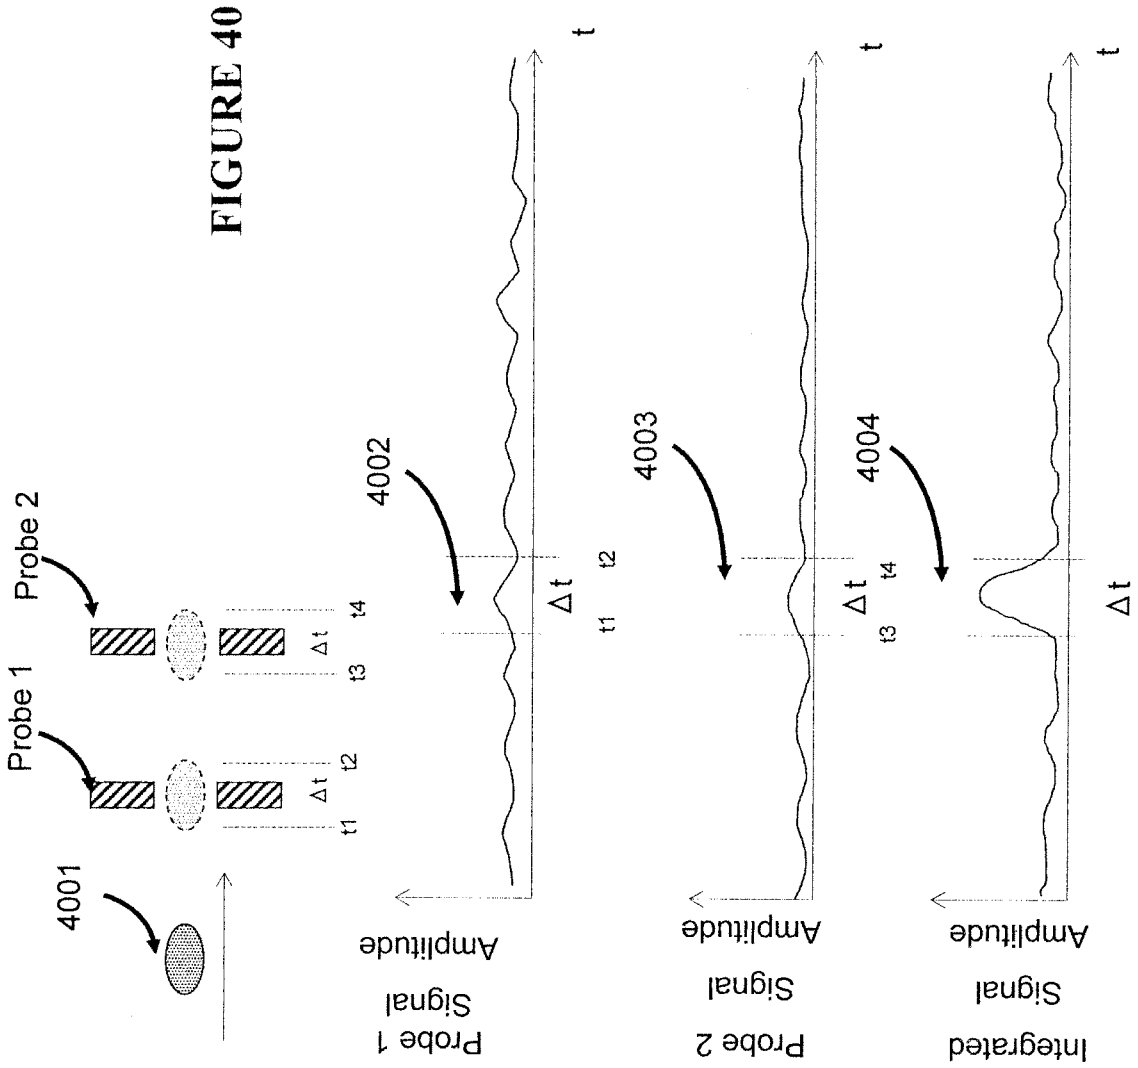 FIGURE 40
Probe 1
Probe 2
4001
t1
Δt
t2
t3
Δt
t4
Probe 1
Signal
Amplitude
4002
t1
Δt
t2
t
Probe 2
Signal
Amplitude
4003
t3
Δt
t4
t
Integrated
Signal
Amplitude
4004
Δt
t